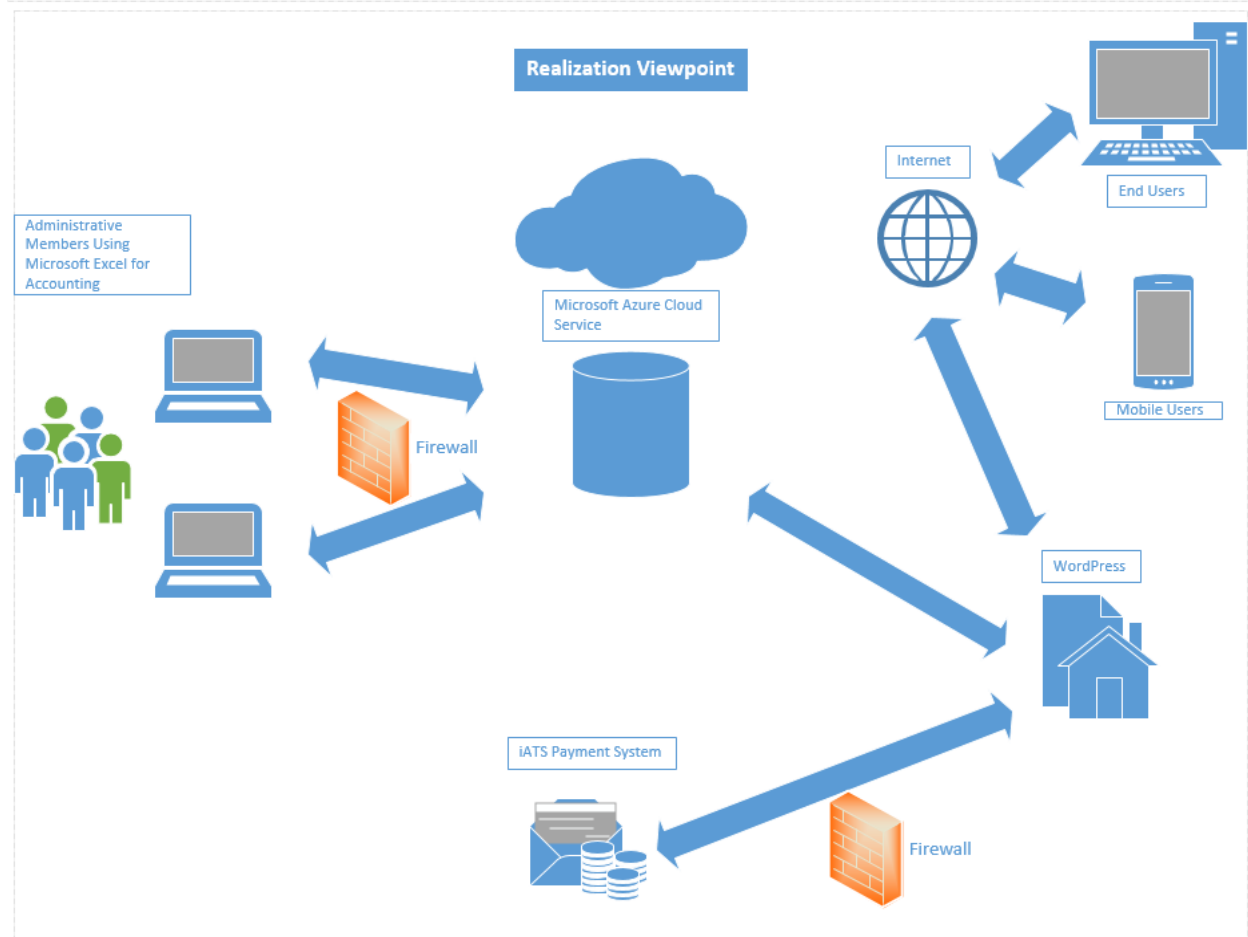 Realization Viewpoint
Internet
End Users
Administrative
Members Using
Microsoft Excel for
Accounting
Microsoft Azure Cloud
Service
Mobile Users
Firewall
WordPress
iATS Payment System
Firewall